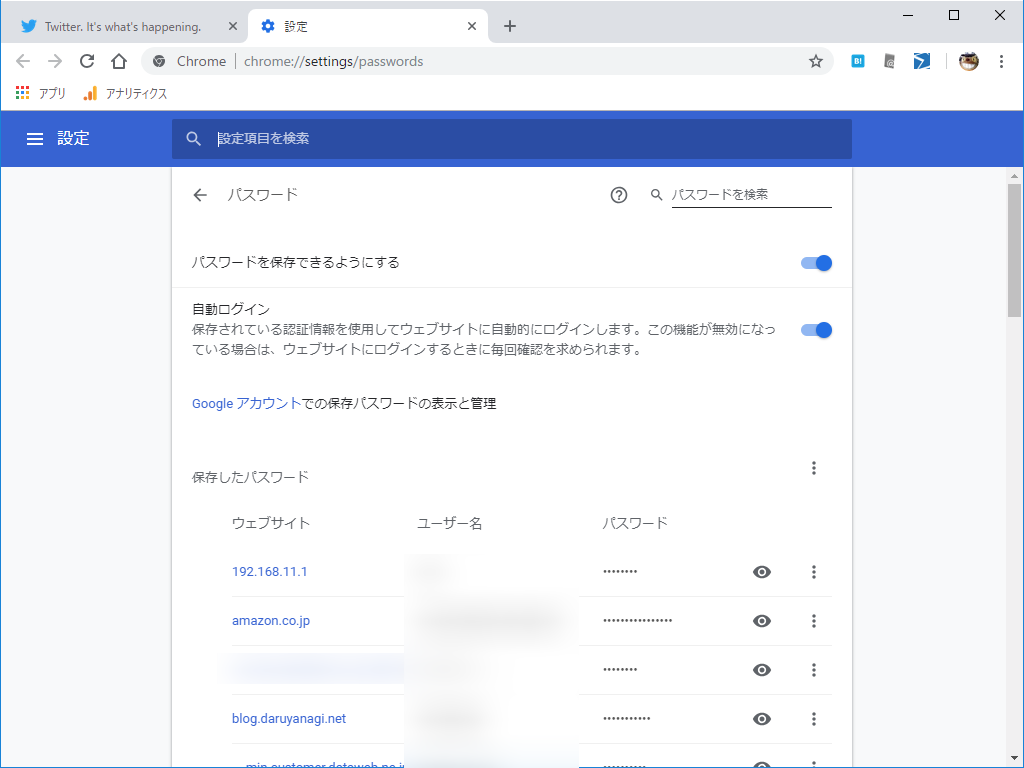 Twitter. It's what's happening.
設定
Chrome chrome://settings/passwords
B!
アプリ アナリティクス
設定 設定項目を検索
パスワード パスワードを検索
パスワードを保存できるようにする
自動ログイン
保存されている認証情報を使用してウェブサイトに自動的にログインします。この機能が無効になっ
ている場合は、ウェブサイトにログインするときに毎回確認を求められます。
Google アカウントでの保存パスワードの表示と管理
保存したパスワード
ウェブサイト ユーザー名 パスワード
192.168.11.1 ••••••••
amazon.co.jp ••••••••••••••••
••••••••
blog.daruyanagi.net •••••••••••